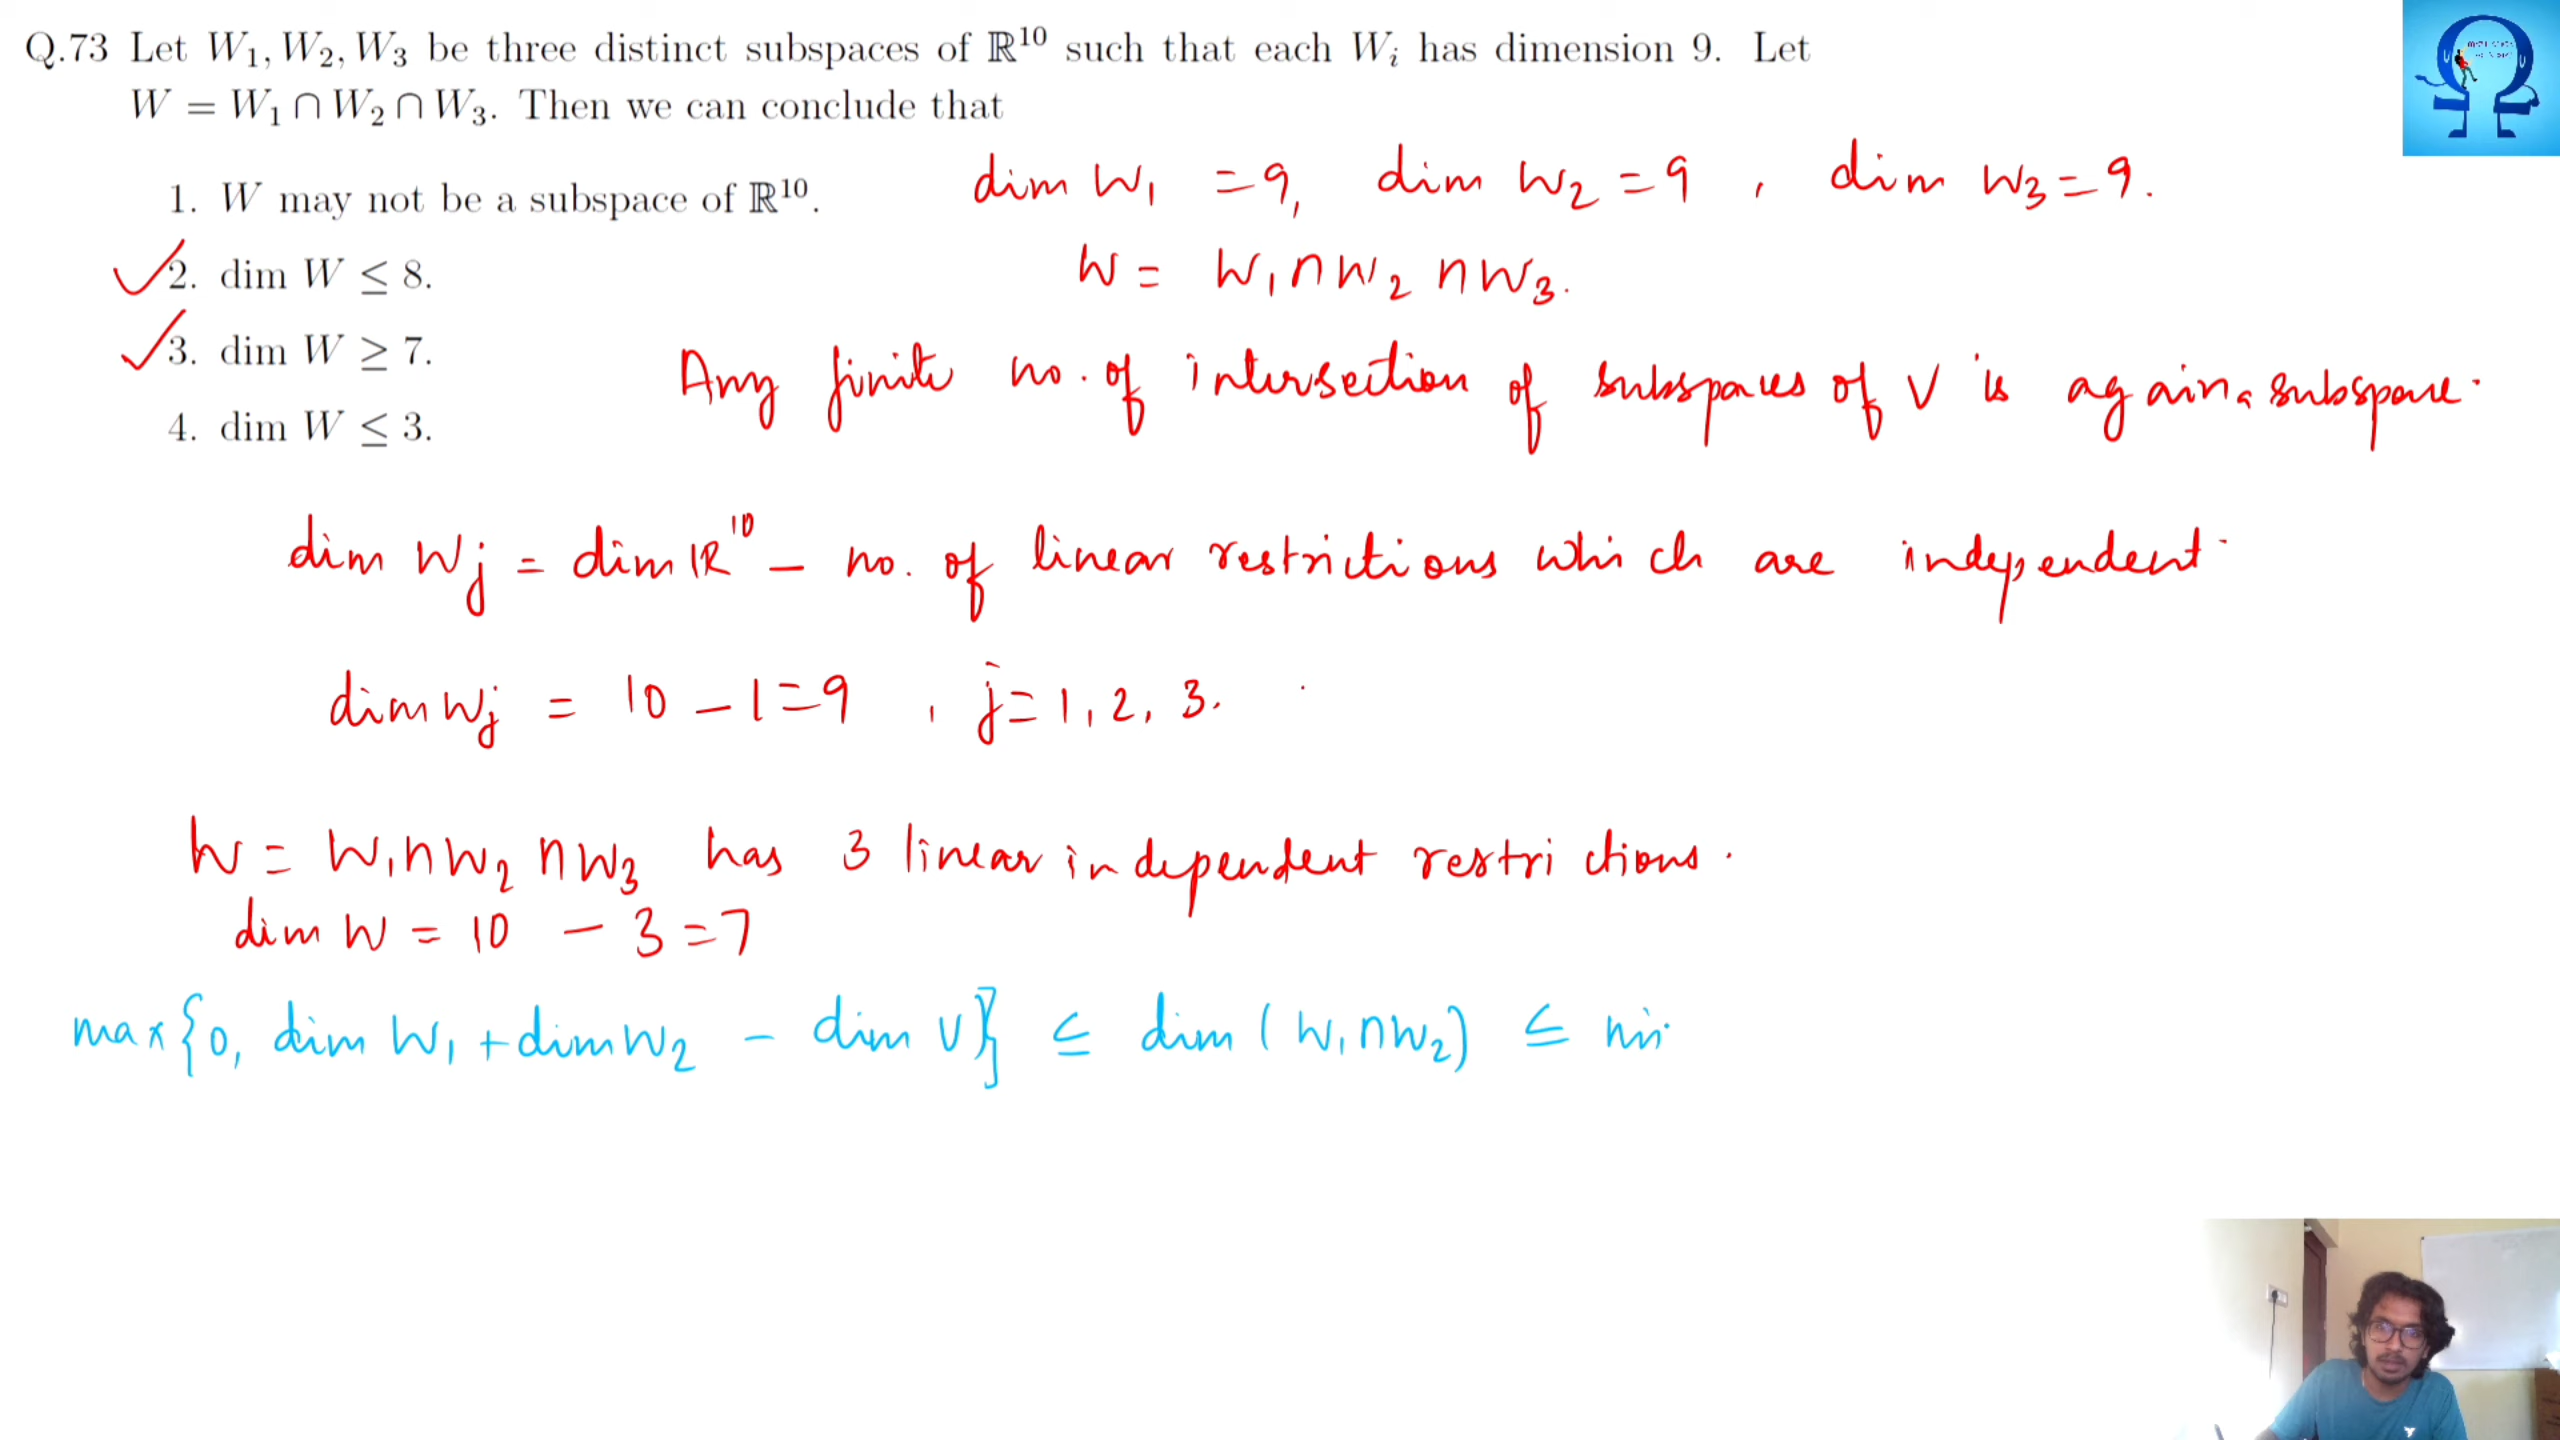 Q.73 Let W₁, W₂, W₃ be three distinct subspaces of ℝ¹⁰ such that each Wᵢ has dimension 9. Let
W = W₁ ∩ W₂ ∩ W₃. Then we can conclude that
1. W may not be a subspace of ℝ¹⁰.
2. dim W ≤ 8.
3. dim W ≥ 7.
4. dim W ≤ 3.
dim W₁ = 9, dim W₂ = 9, dim W₃ = 9.
W = W₁ ∩ W₂ ∩ W₃.
Any finite no. of intersection of subspaces of V is again a subspace.
dim Wj = dim ℝ¹⁰ – no. of linear restrictions which are independent.
dim Wj = 10 – 1 = 9, j = 1, 2, 3.
W = W₁ ∩ W₂ ∩ W₃ has 3 linear independent restrictions.
dim W = 10 – 3 = 7
max{0, dim W₁ + dim W₂ – dim V} ≤ dim (W₁ ∩ W₂) ≤